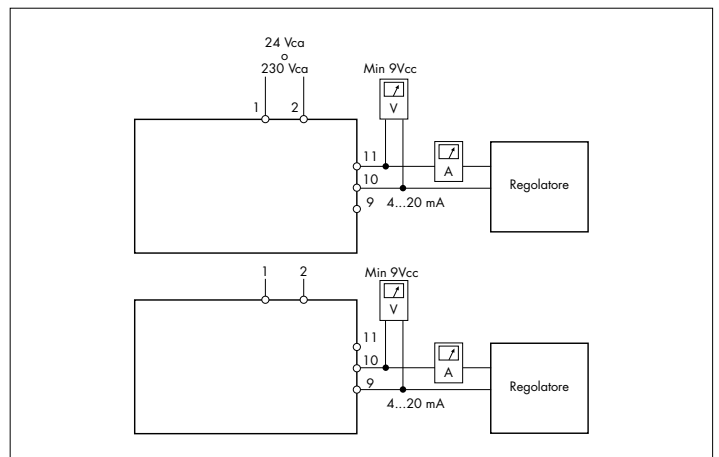 24 Vca
o
230 Vca
Min 9Vcc
1 2
V
11
A
10
Regolatore
9
4...20 mA
1 2
Min 9Vcc
V
11
10
A
9
Regolatore
4...20 mA